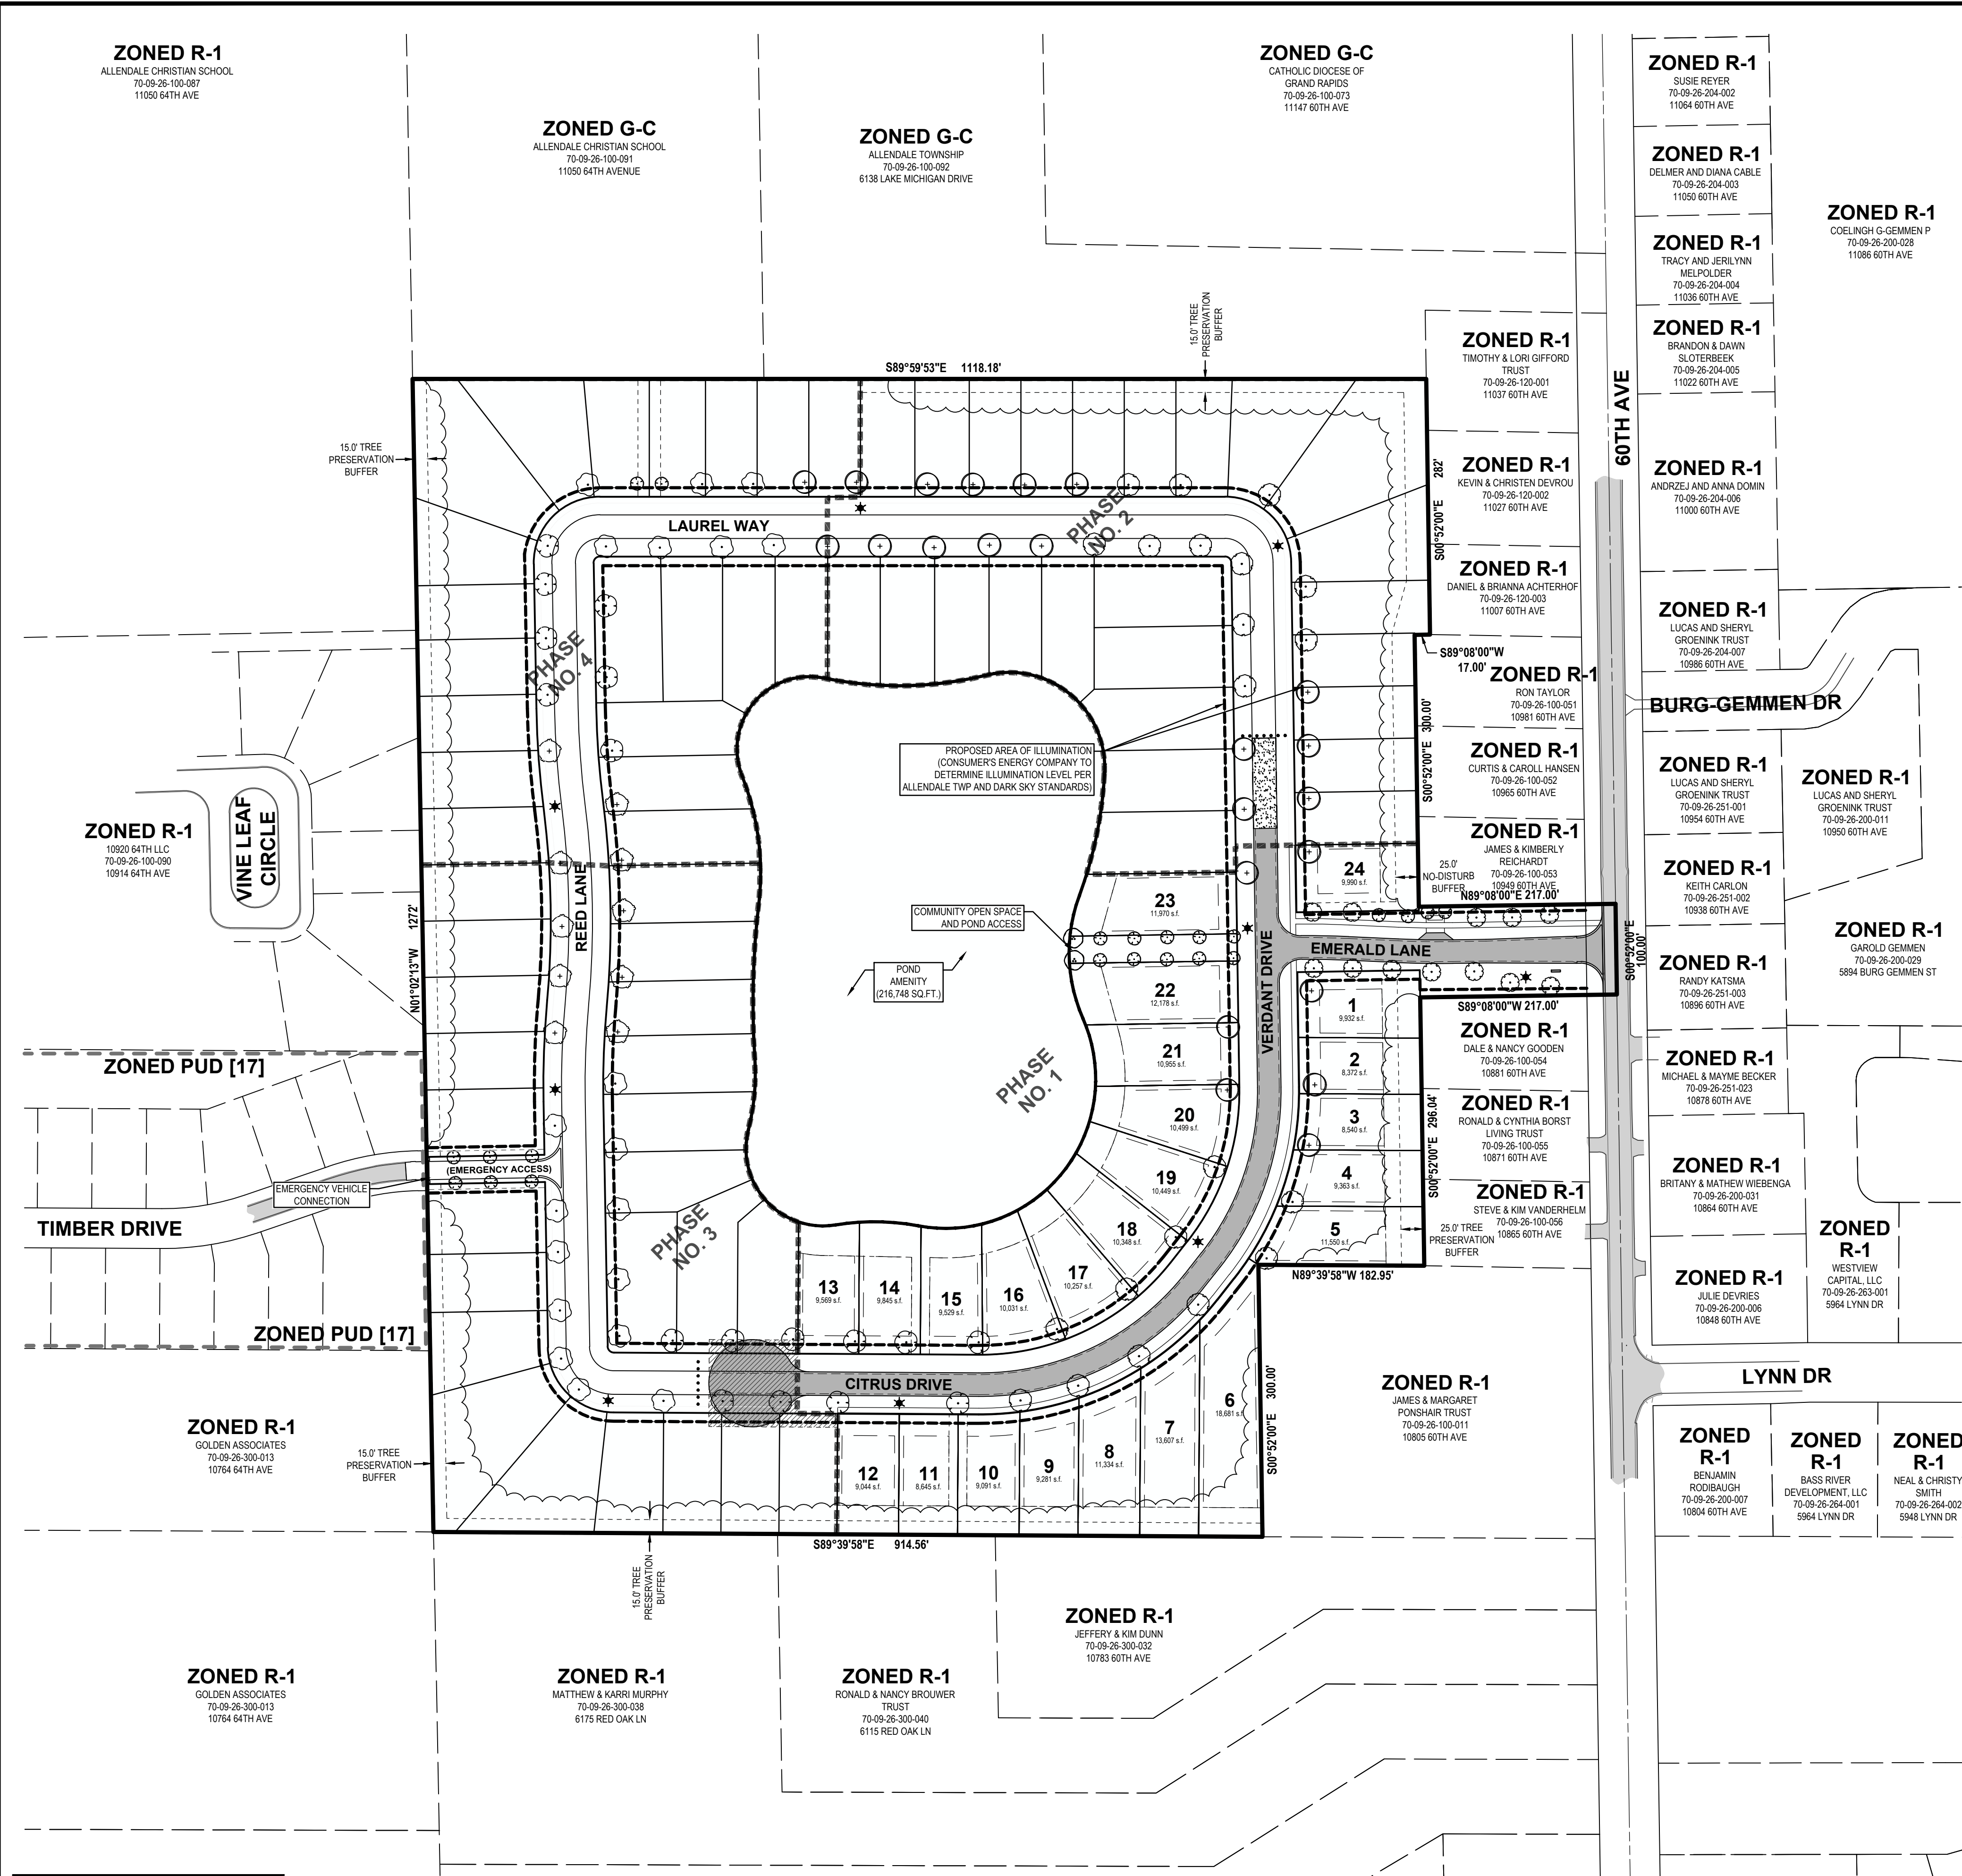 ZONED R-1
ALLENDALE CHRISTIAN SCHOOL
70-09-26-100-087
11050 64TH AVE
ZONED G-C
ALLENDALE CHRISTIAN SCHOOL
70-09-26-100-091
11050 64TH AVENUE
ZONED G-C
ALLENDALE TOWNSHIP
70-09-26-100-092
6138 LAKE MICHIGAN DRIVE
ZONED G-C
CATHOLIC DIOCESE OF
GRAND RAPIDS
70-09-26-100-073
11147 60TH AVE
ZONED R-1
SUSIE REYER
70-09-26-204-002
11064 60TH AVE
ZONED R-1
DELMER AND DIANA CABLE
70-09-26-204-003
11050 60TH AVE
ZONED R-1
TRACY AND JERILYNN
MELPOLDER
70-09-26-204-004
11036 60TH AVE
ZONED R-1
COELINGH G-GEMMEN P
70-09-26-200-028
11086 60TH AVE
ZONED R-1
BRANDON & DAWN
SLOTERBEEK
70-09-26-204-005
11022 60TH AVE
ZONED R-1
TIMOTHY & LORI GIFFORD
TRUST
70-09-26-120-001
11037 60TH AVE
60TH AVE
15.0' TREE
PRESERVATION
BUFFER
S89°59'53"E 1118.18'
15.0' TREE
PRESERVATION
BUFFER
S00°52'00"E 282'
ZONED R-1
KEVIN & CHRISTEN DEVROU
70-09-26-120-002
11027 60TH AVE
ZONED R-1
ANDRZEJ AND ANNA DOMIN
70-09-26-204-006
11000 60TH AVE
LAUREL WAY
PHASE
NO. 2
ZONED R-1
DANIEL & BRIANNA ACHTERHOF
70-09-26-120-003
11007 60TH AVE
ZONED R-1
LUCAS AND SHERYL
GROENINK TRUST
70-09-26-204-007
10986 60TH AVE
PHASE
NO. 4
S89°08'00"W
17.00'
ZONED R-1
RON TAYLOR
70-09-26-100-051
10981 60TH AVE
BURG-GEMMEN DR
S00°52'00"E 300.00'
PROPOSED AREA OF ILLUMINATION
(CONSUMER'S ENERGY COMPANY TO
DETERMINE ILLUMINATION LEVEL PER
ALLENDALE TWP AND DARK SKY STANDARDS)
ZONED R-1
CURTIS & CAROLL HANSEN
70-09-26-100-052
10965 60TH AVE
ZONED R-1
LUCAS AND SHERYL
GROENINK TRUST
70-09-26-251-001
10954 60TH AVE
ZONED R-1
LUCAS AND SHERYL
GROENINK TRUST
70-09-26-200-011
10950 60TH AVE
ZONED R-1
10920 64TH LLC
70-09-26-100-090
10914 64TH AVE
VINE LEAF
CIRCLE
ZONED R-1
JAMES & KIMBERLY
REICHARDT
70-09-26-100-053
10949 60TH AVE
24
9,990 s.f.
25.0'
NO-DISTURB
BUFFER
N89°08'00"E 217.00'
ZONED R-1
KEITH CARLON
70-09-26-251-002
10938 60TH AVE
N01°02'13"W 1272'
REED LANE
COMMUNITY OPEN SPACE
AND POND ACCESS
23
11,970 s.f.
VERDANT DRIVE
EMERALD LANE
S00°52'00"E
100.00'
ZONED R-1
GAROLD GEMMEN
70-09-26-200-029
5894 BURG GEMMEN ST
POND
AMENITY
(216,748 SQ.FT.)
22
12,178 s.f.
1
9,932 s.f.
S89°08'00"W 217.00'
ZONED R-1
RANDY KATSMA
70-09-26-251-003
10896 60TH AVE
ZONED PUD [17]
PHASE
NO. 1
21
10,955 s.f.
2
8,372 s.f.
ZONED R-1
DALE & NANCY GOODEN
70-09-26-100-054
10881 60TH AVE
ZONED R-1
MICHAEL & MAYME BECKER
70-09-26-251-023
10878 60TH AVE
20
10,499 s.f.
3
8,540 s.f.
S00°52'00"E 296.04'
ZONED R-1
RONALD & CYNTHIA BORST
LIVING TRUST
70-09-26-100-055
10871 60TH AVE
(EMERGENCY ACCESS)
EMERGENCY VEHICLE
CONNECTION
19
10,449 s.f.
4
9,363 s.f.
ZONED R-1
BRITANY & MATHEW WIEBENGA
70-09-26-200-031
10864 60TH AVE
TIMBER DRIVE
PHASE
NO. 3
18
10,348 s.f.
5
11,550 s.f.
25.0' TREE
PRESERVATION
BUFFER
ZONED R-1
STEVE & KIM VANDERHELM
70-09-26-100-056
10865 60TH AVE
ZONED
R-1
WESTVIEW
CAPITAL, LLC
70-09-26-263-001
5964 LYNN DR
13
9,569 s.f.
14
9,845 s.f.
15
9,529 s.f.
16
10,031 s.f.
17
10,257 s.f.
N89°39'58"W 182.95'
ZONED R-1
JULIE DEVRIES
70-09-26-200-006
10848 60TH AVE
ZONED PUD [17]
CITRUS DRIVE
ZONED R-1
JAMES & MARGARET
PONSHAIR TRUST
70-09-26-100-011
10805 60TH AVE
LYNN DR
ZONED R-1
GOLDEN ASSOCIATES
70-09-26-300-013
10764 64TH AVE
15.0' TREE
PRESERVATION
BUFFER
12
9,044 s.f.
11
8,645 s.f.
10
9,091 s.f.
9
9,281 s.f.
8
11,334 s.f.
7
13,607 s.f.
6
18,681 s.f.
S00°52'00"E 300.00'
ZONED
R-1
BENJAMIN
RODIBAUGH
70-09-26-200-007
10804 60TH AVE
ZONED
R-1
BASS RIVER
DEVELOPMENT, LLC
70-09-26-264-001
5964 LYNN DR
ZONED
R-1
NEAL & CHRISTY
SMITH
70-09-26-264-002
5948 LYNN DR
S89°39'58"E 914.56'
15.0' TREE
PRESERVATION
BUFFER
ZONED R-1
JEFFERY & KIM DUNN
70-09-26-300-032
10783 60TH AVE
ZONED R-1
GOLDEN ASSOCIATES
70-09-26-300-013
10764 64TH AVE
ZONED R-1
MATTHEW & KARRI MURPHY
70-09-26-300-038
6175 RED OAK LN
ZONED R-1
RONALD & NANCY BROUWER
TRUST
70-09-26-300-040
6115 RED OAK LN